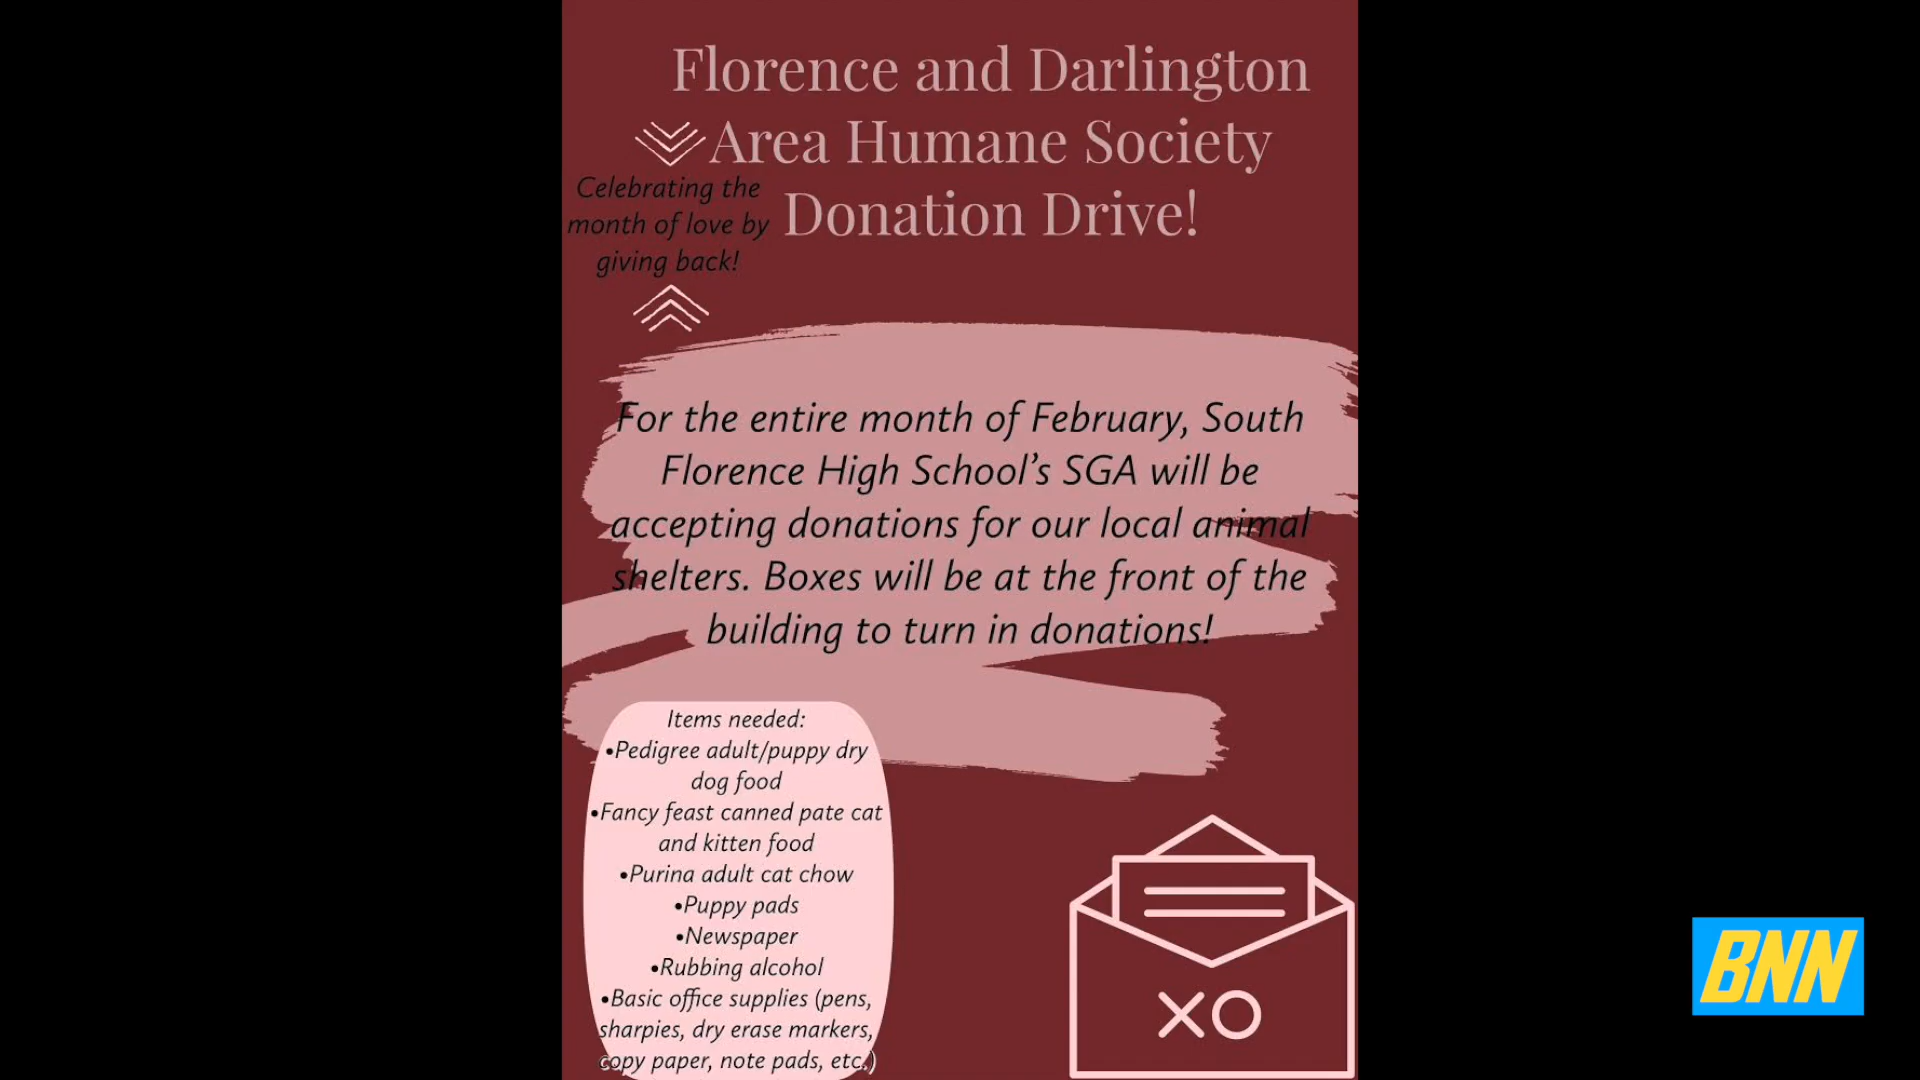 Florence and Darlington
Area Humane Society
Donation Drive!
Celebrating the
month of love by
giving back!
For the entire month of February, South
Florence High School’s SGA will be
accepting donations for our local animal
shelters. Boxes will be at the front of the
building to turn in donations!
Items needed:
•Pedigree adult/puppy dry
dog food
•Fancy feast canned pate cat
and kitten food
•Purina adult cat chow
•Puppy pads
•Newspaper
•Rubbing alcohol
•Basic office supplies (pens,
sharpies, dry erase markers,
copy paper, note pads, etc.)
XO
BNN